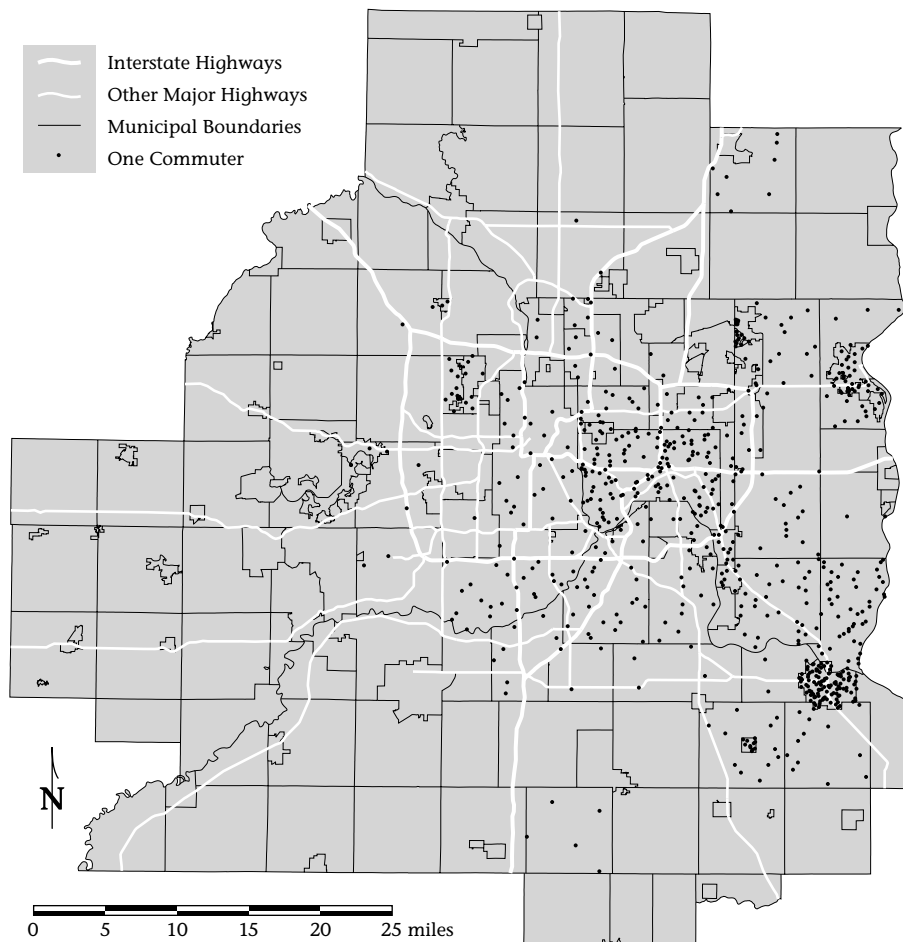 Interstate Highways
Other Major Highways
Municipal Boundaries
One Commuter
N
0 5 10 15 20 25 miles